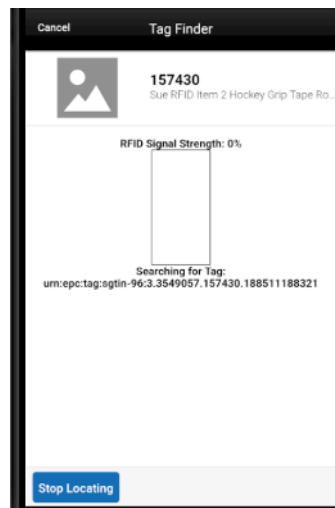 Cancel Tag Finder
157430
Sue RFID Item 2 Hockey Grip Tape Ro...
RFID Signal Strength: 0%
Searching for Tag:
urn:epc:tag:sgtin-96:3.3549057.157430.188511188321
Stop Locating